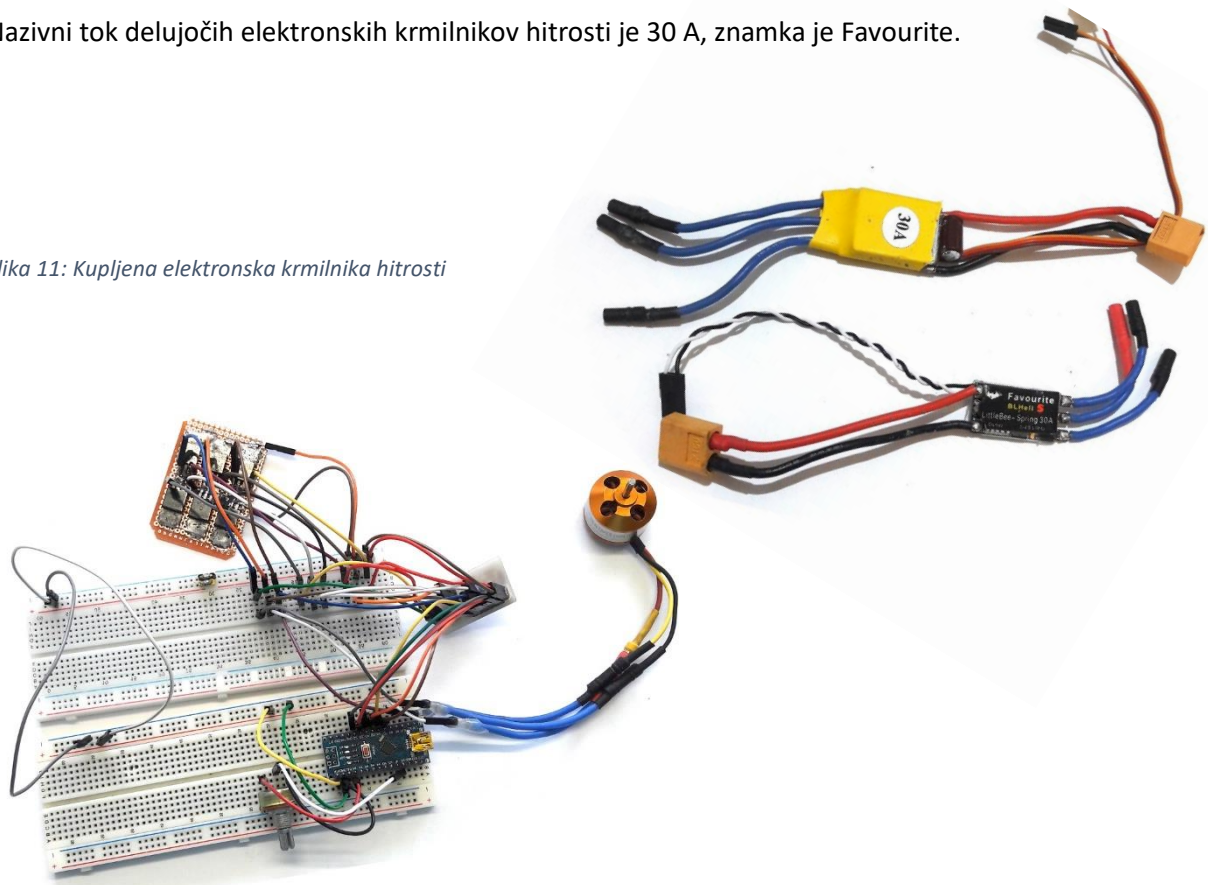 azivni tok delujočih elektronskih krmilnikov hitrosti je 30 A, znamka je Favourite.
30A
lika 11: Kupljena elektronska krmilnika hitrosti
Favourite
BLHeli S
LittleBee-Spring 30A